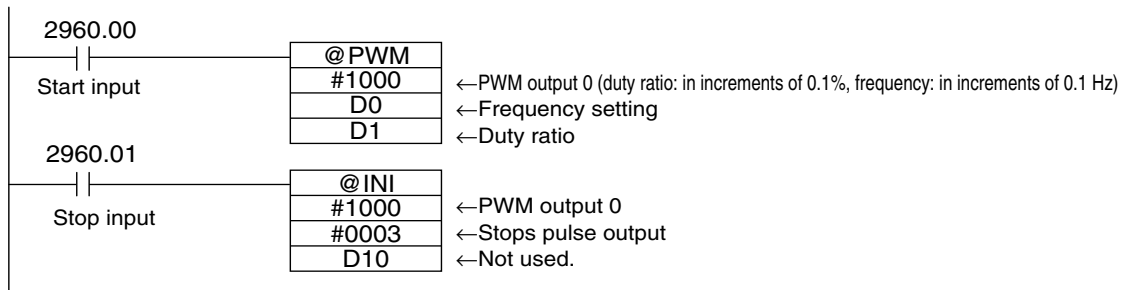 2960.00
Start input
@PWM
#1000 ←PWM output 0 (duty ratio: in increments of 0.1%, frequency: in increments of 0.1 Hz)
D0 ←Frequency setting
D1 ←Duty ratio
2960.01
Stop input
@INI
#1000 ←PWM output 0
#0003 ←Stops pulse output
D10 ←Not used.